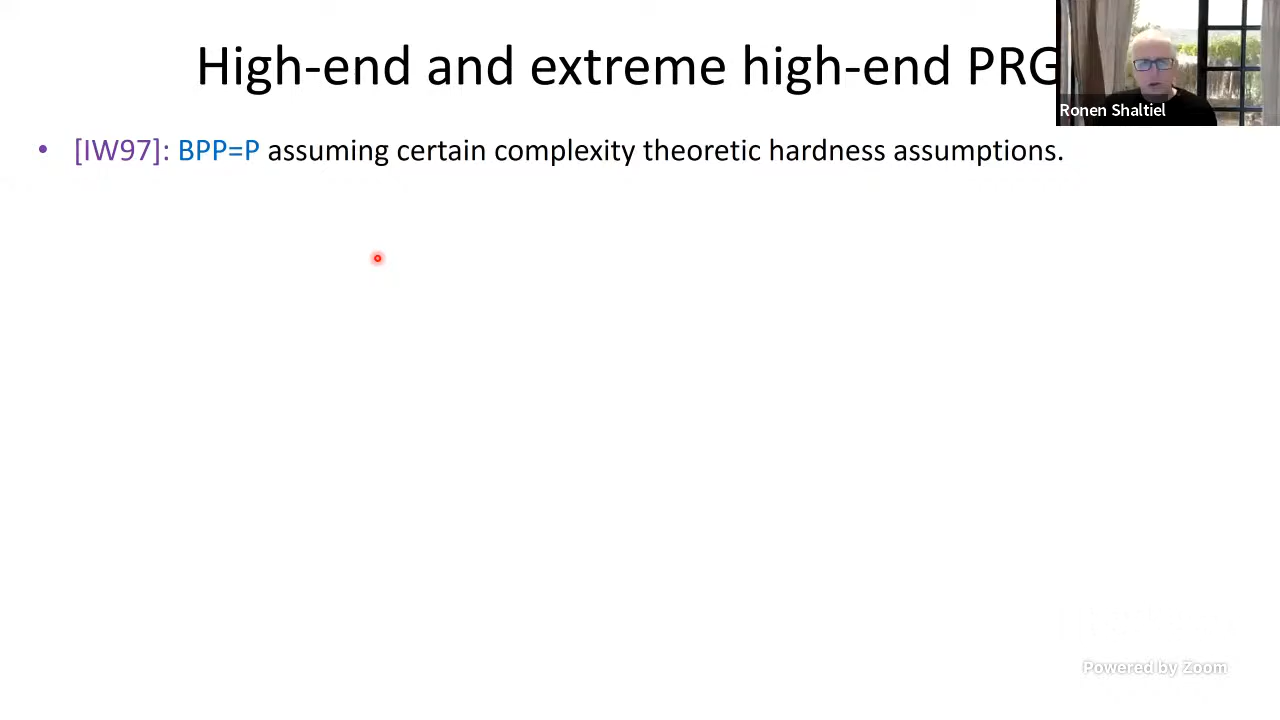 High-end and extreme high-end PRG
Ronen Shaltiel
• [IW97]: BPP=P assuming certain complexity theoretic hardness assumptions.
Powered by Zoom